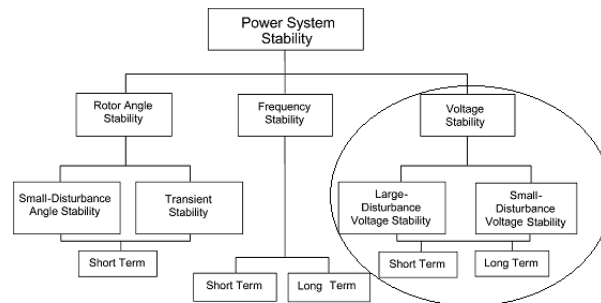 Power System
Stability
Rotor Angle
Stability
Frequency
Stability
Voltage
Stability
Small-Disturbance
Angle Stability
Transient
Stability
Large-
Disturbance
Voltage Stability
Small-
Disturbance
Voltage Stability
Short Term
Short Term
Long Term
Short Term
Long Term